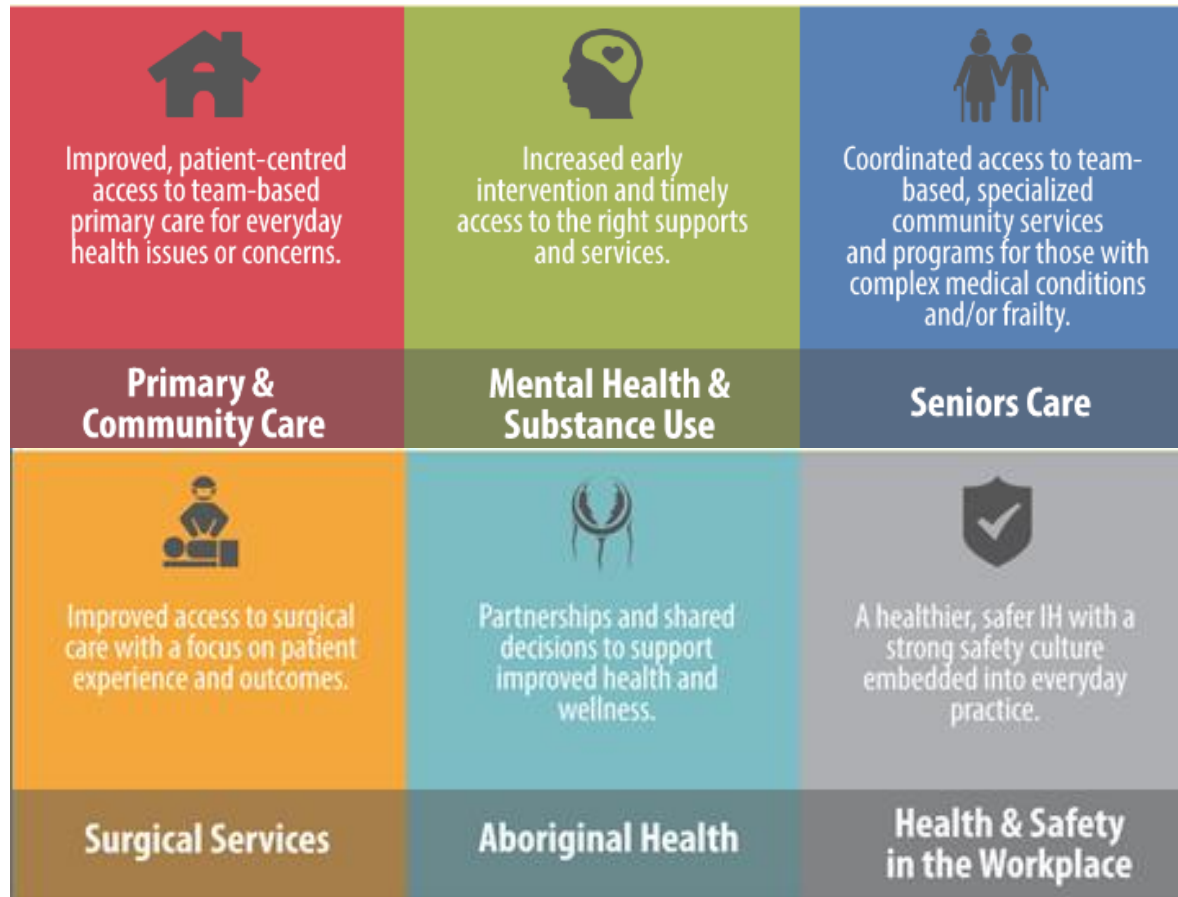 Improved, patient-centred
access to team-based
primary care for everyday
health issues or concerns.
Primary &
Community Care
Increased early
intervention and timely
access to the right supports
and services.
Mental Health &
Substance Use
Coordinated access to team-
based, specialized
community services
and programs for those with
complex medical conditions
and/or frailty.
Seniors Care
Improved access to surgical
care with a focus on patient
experience and outcomes.
Surgical Services
Partnerships and shared
decisions to support
improved health and
wellness.
Aboriginal Health
A healthier, safer IH with a
strong safety culture
embedded into everyday
practice.
Health & Safety
in the Workplace